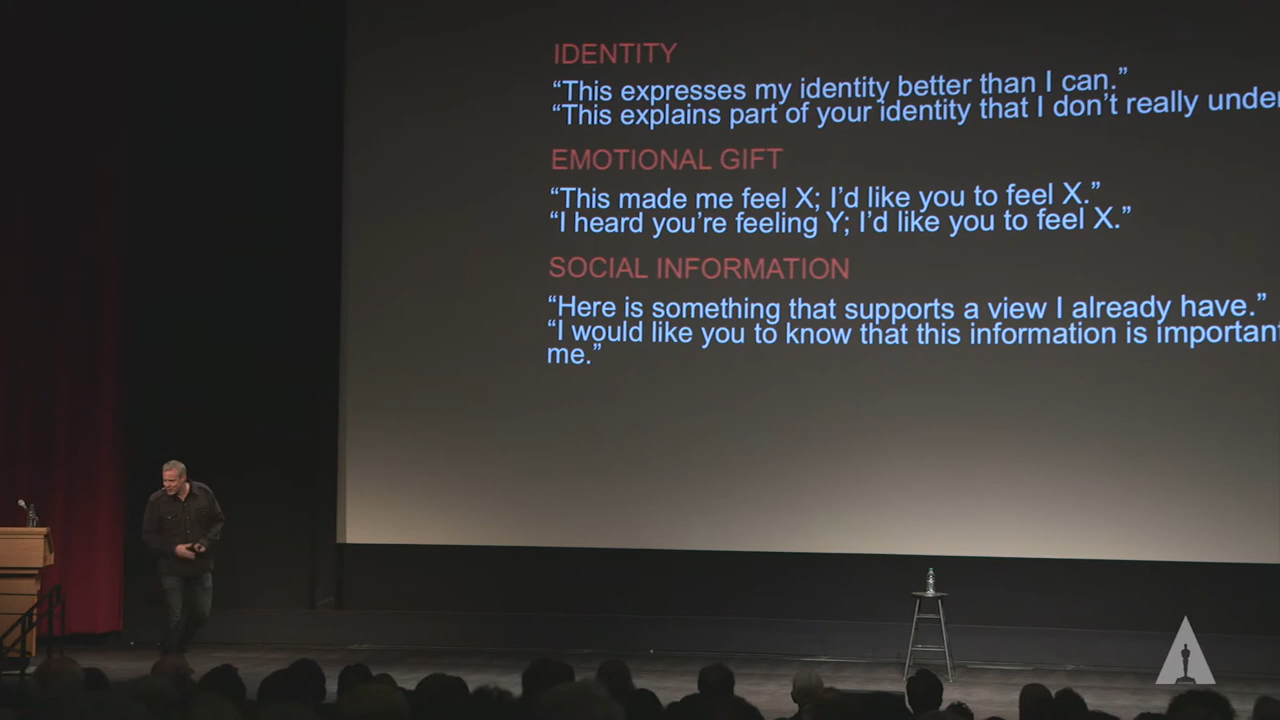 IDENTITY
“This expresses my identity better than I can.”
“This explains part of your identity that I don’t really
EMOTIONAL GIFT
“This made me feel X; I’d like you to feel X.”
“I heard you’re feeling Y; I’d like you to feel X.”
SOCIAL INFORMATION
“Here is something that supports a view I already have.”
“I would like you to know that this information is
me.”